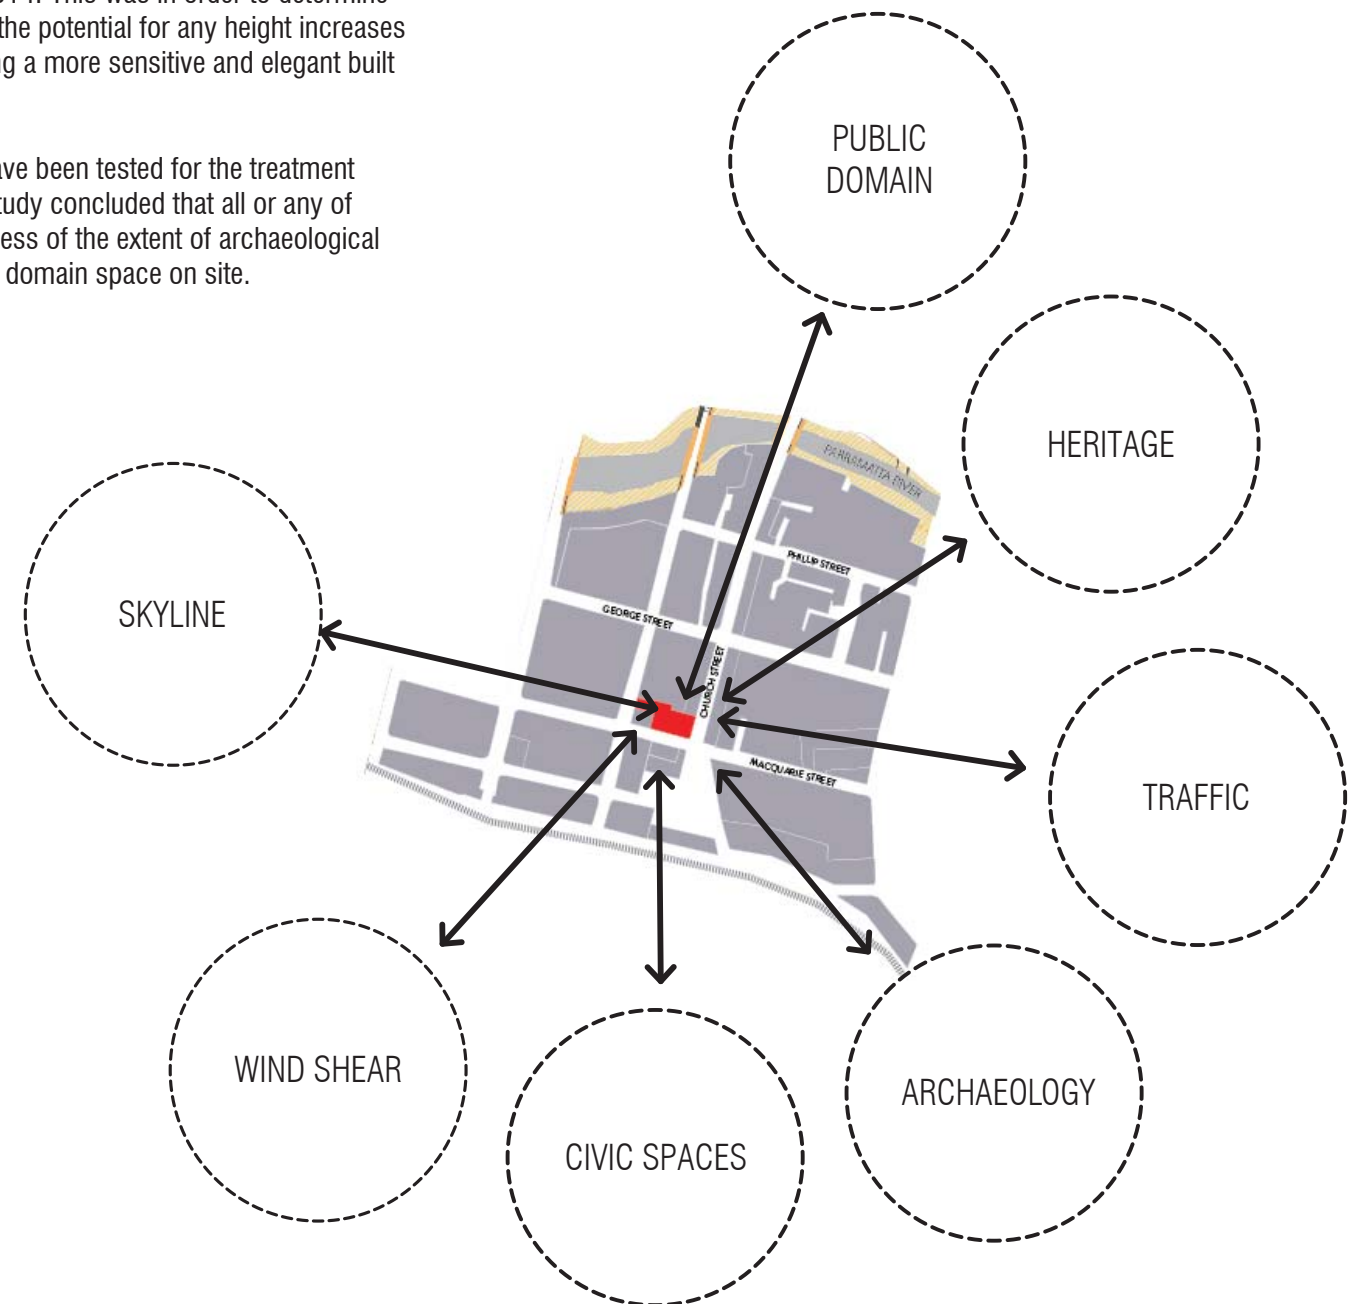 the potential for any height increases
g a more sensitive and elegant built
ave been tested for the treatment
tudy concluded that all or any of
ess of the extent of archaeological
domain space on site.
PUBLIC
DOMAIN
HERITAGE
PARRAMATTA RIVER
PHILLIP STREET
SKYLINE
GEORGE STREET
CHURCH STREET
MACQUARIE STREET
TRAFFIC
WIND SHEAR
ARCHAEOLOGY
CIVIC SPACES